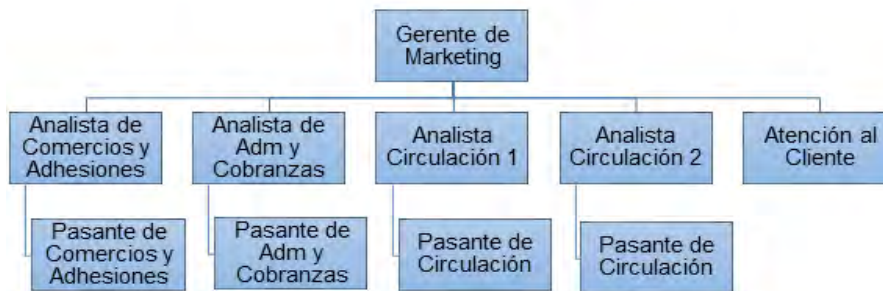 Gerente de
Marketing
Analista de
Comercios y
Adhesiones
Analista de
Adm y
Cobranzas
Analista
Circulación 1
Analista
Circulación 2
Atención al
Cliente
Pasante de
Comercios y
Adhesiones
Pasante de
Adm y
Cobranzas
Pasante de
Circulación
Pasante de
Circulación